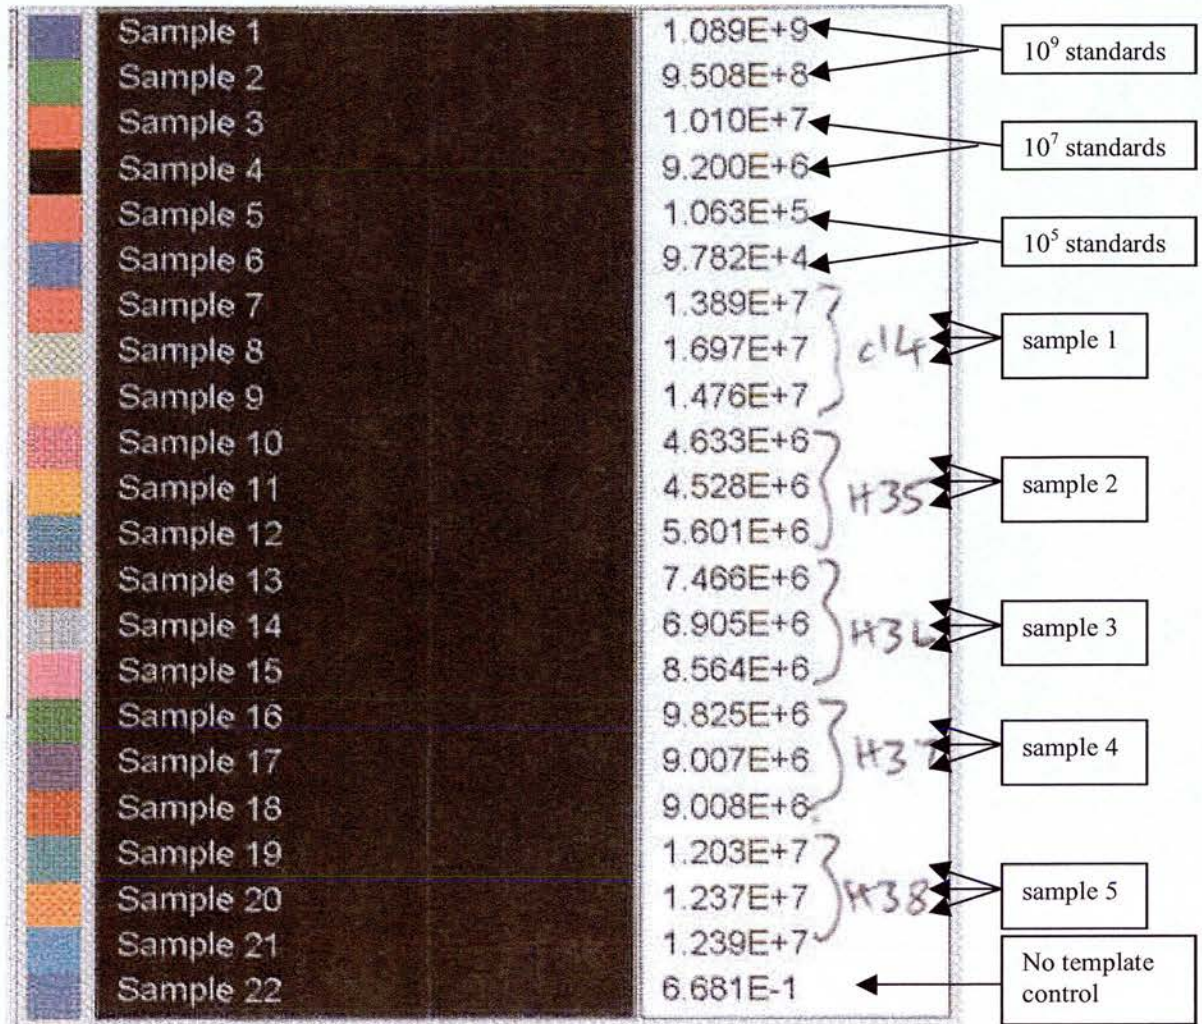 Sample 1 1.089E+9
10⁹ standards
Sample 2 9.508E+8
Sample 3 1.010E+7
10⁷ standards
Sample 4 9.200E+6
Sample 5 1.063E+5
10⁵ standards
Sample 6 9.782E+4
Sample 7 1.389E+7
Sample 8 1.697E+7 c14 sample 1
Sample 9 1.476E+7
Sample 10 4.633E+6
Sample 11 4.528E+6 H35 sample 2
Sample 12 5.601E+6
Sample 13 7.466E+6
Sample 14 6.905E+6 sample 3
Sample 15 8.564E+6
Sample 16 9.825E+6
Sample 17 9.007E+6 H37 sample 4
Sample 18 9.008E+6
Sample 19 1.203E+7
Sample 20 1.237E+7 H38 sample 5
Sample 21 1.239E+7
Sample 22 6.681E-1
No template
control